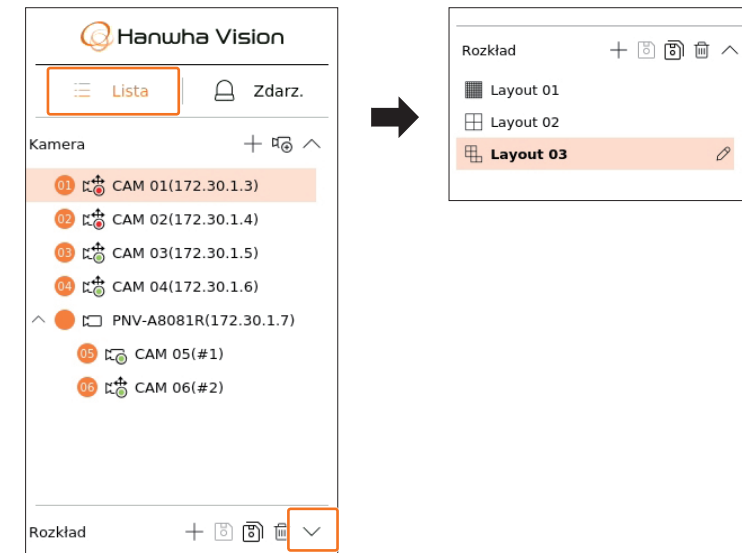 Hanwha Vision
Lista
Zdarz.
Kamera
01 CAM 01(172.30.1.3)
02 CAM 02(172.30.1.4)
03 CAM 03(172.30.1.5)
04 CAM 04(172.30.1.6)
PNV-A8081R(172.30.1.7)
05 CAM 05(#1)
06 CAM 06(#2)
Rozkład
Rozkład
Layout 01
Layout 02
Layout 03